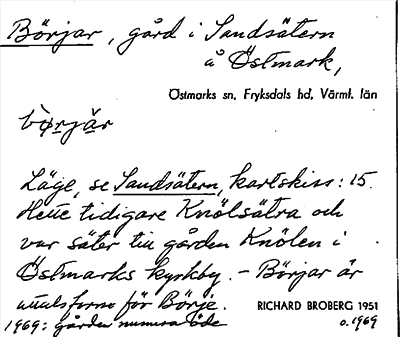 Börjar, gård i Sandsätern
å Östmark,
Östmarks sn, Fryksdals hd, Värml. län
bǫ̀rjǎr
Läge, se Sandsätern, kartskiss: 15.
Hette tidigare Knölsätra och
var säter till gården Knölen i
Östmarks kyrkby. – Börjar är
uttalsform för Börje.
RICHARD BROBERG 1951
1969: gården numera öde
o. 1969